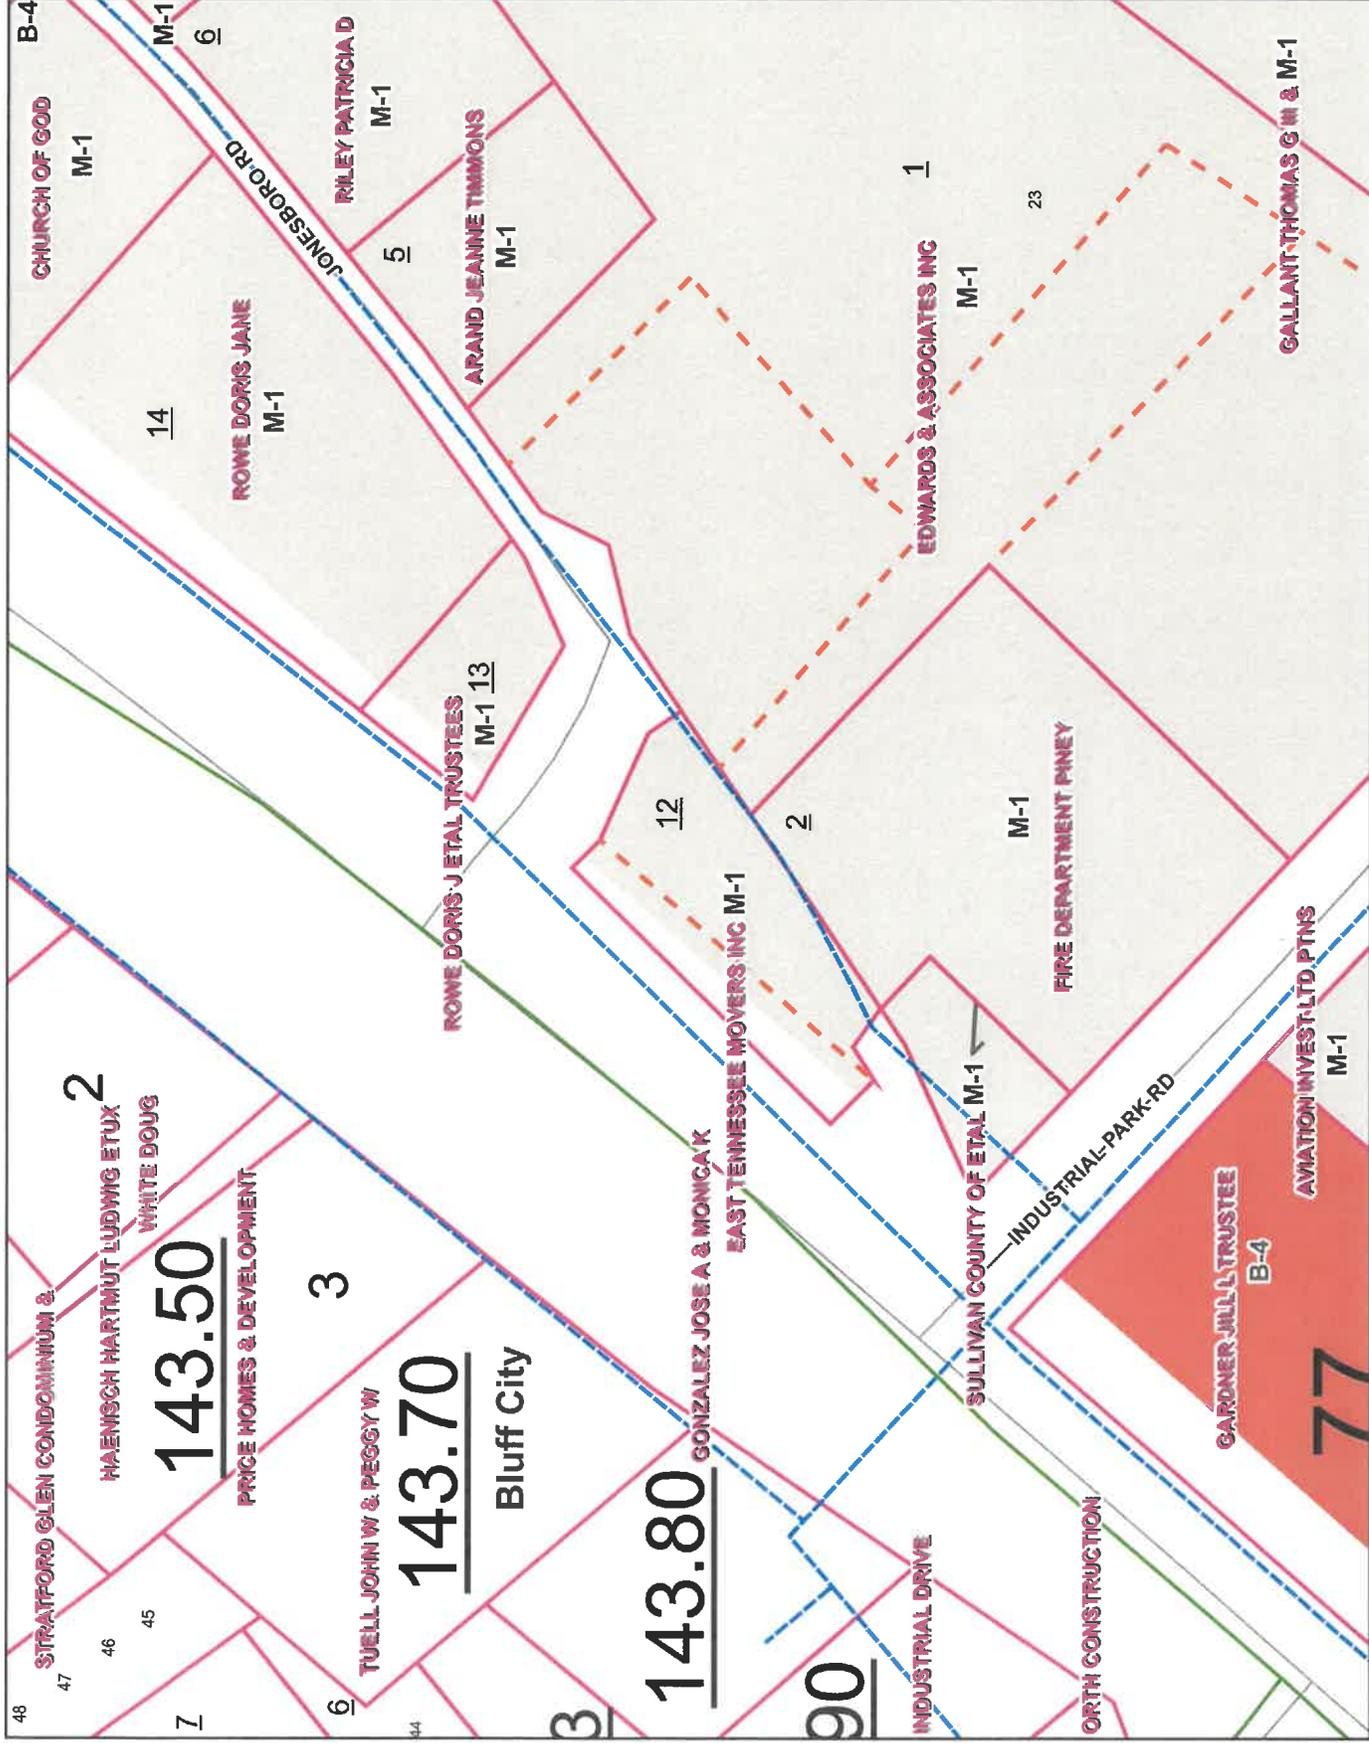 STRATFORD GLEN CONDOMINIUM &
48
47
46
45
7
2
HAENISCH HARTMUT LUDWIG ETUX
WHITE DOUG
143.50
PRICE HOMES & DEVELOPMENT
3
6
44
TUELL JOHN W & PEGGY W
143.70
Bluff City
3
143.80
GONZALEZ JOSE A & MONICA K
90
INDUSTRIAL DRIVE
ORTH CONSTRUCTION
CHURCH OF GOD
M-1
B-4
M-1
6
RILEY PATRICIA D
M-1
JONESBORO RD
14
ROWE DORIS JANE
M-1
5
ARAND JEANNE TIMMONS
M-1
ROWE DORIS J ETAL TRUSTEES
M-1 13
12
EAST TENNESSEE MOVERS INC M-1
2
1
23
EDWARDS & ASSOCIATES INC
M-1
GALLANT THOMAS G III & M-1
M-1
FIRE DEPARTMENT PINEY
SULLIVAN COUNTY OF ETAL M-1
INDUSTRIAL-PARK-RD
GARDNER JILL L TRUSTEE
B-4
AVIATION INVEST LTD PTNS
M-1
77